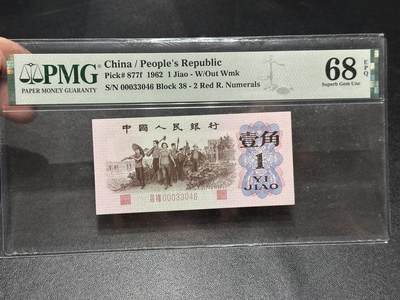 PMG
PAPER MONEY GUARANTY
China / People's Republic
Pick# 877f 1962 1 Jiao - W/Out Wmk
S/N 00033046 Block 38 - 2 Red R. Numerals
68 EPQ
Superb Gem Unc
中國人民銀行
壹角
1
YI
JIAO
00033046